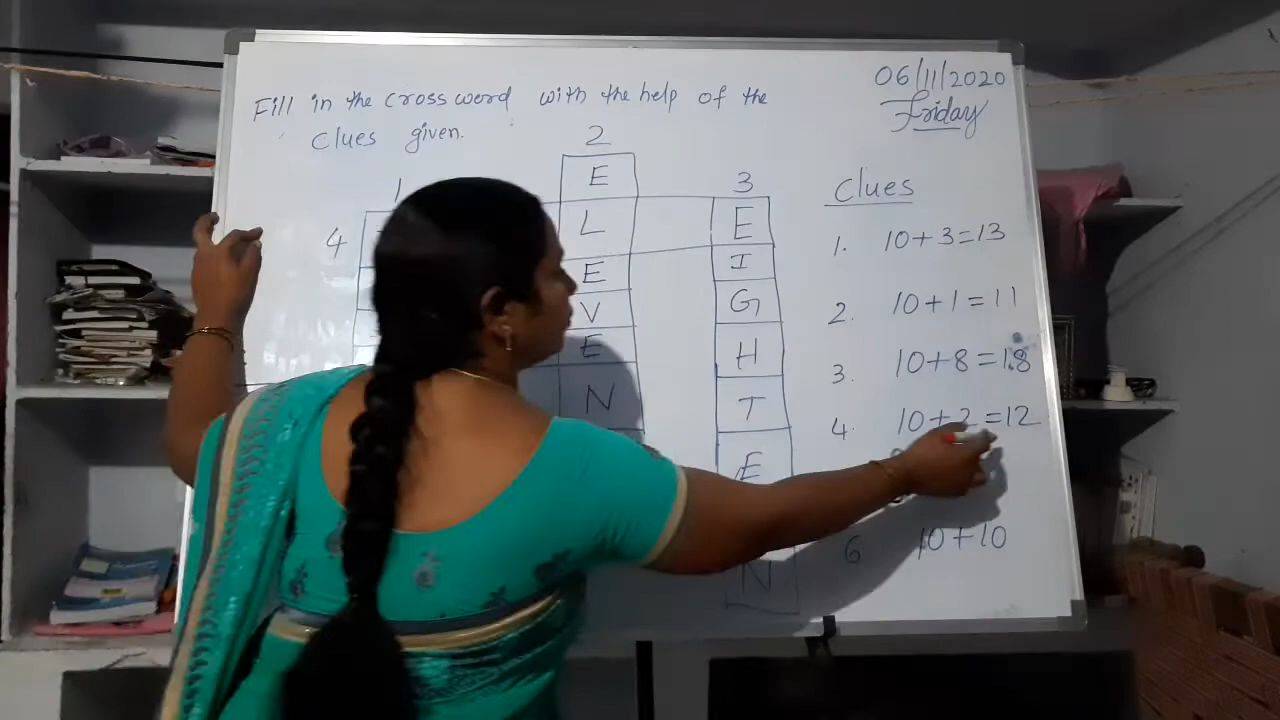 06/11/2020
Friday
Fill in the cross word with the help of the
clues given.
2
1
3
4
E
L
E
V
E
N
E
I
G
H
T
E
N
Clues
1. 10+3=13
2. 10+1=11
3. 10+8=18
4. 10+2=12
6 10+10